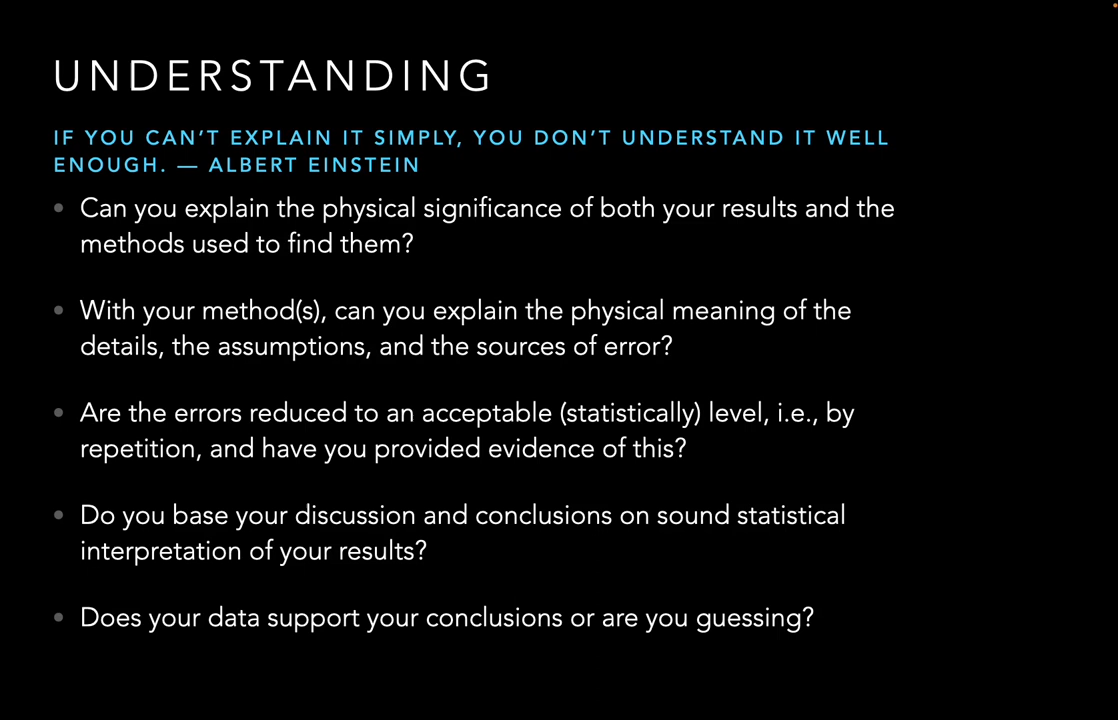 UNDERSTANDING
IF YOU CAN’T EXPLAIN IT SIMPLY, YOU DON’T UNDERSTAND IT WELL
ENOUGH. — ALBERT EINSTEIN
• Can you explain the physical significance of both your results and the
methods used to find them?
• With your method(s), can you explain the physical meaning of the
details, the assumptions, and the sources of error?
• Are the errors reduced to an acceptable (statistically) level, i.e., by
repetition, and have you provided evidence of this?
• Do you base your discussion and conclusions on sound statistical
interpretation of your results?
• Does your data support your conclusions or are you guessing?